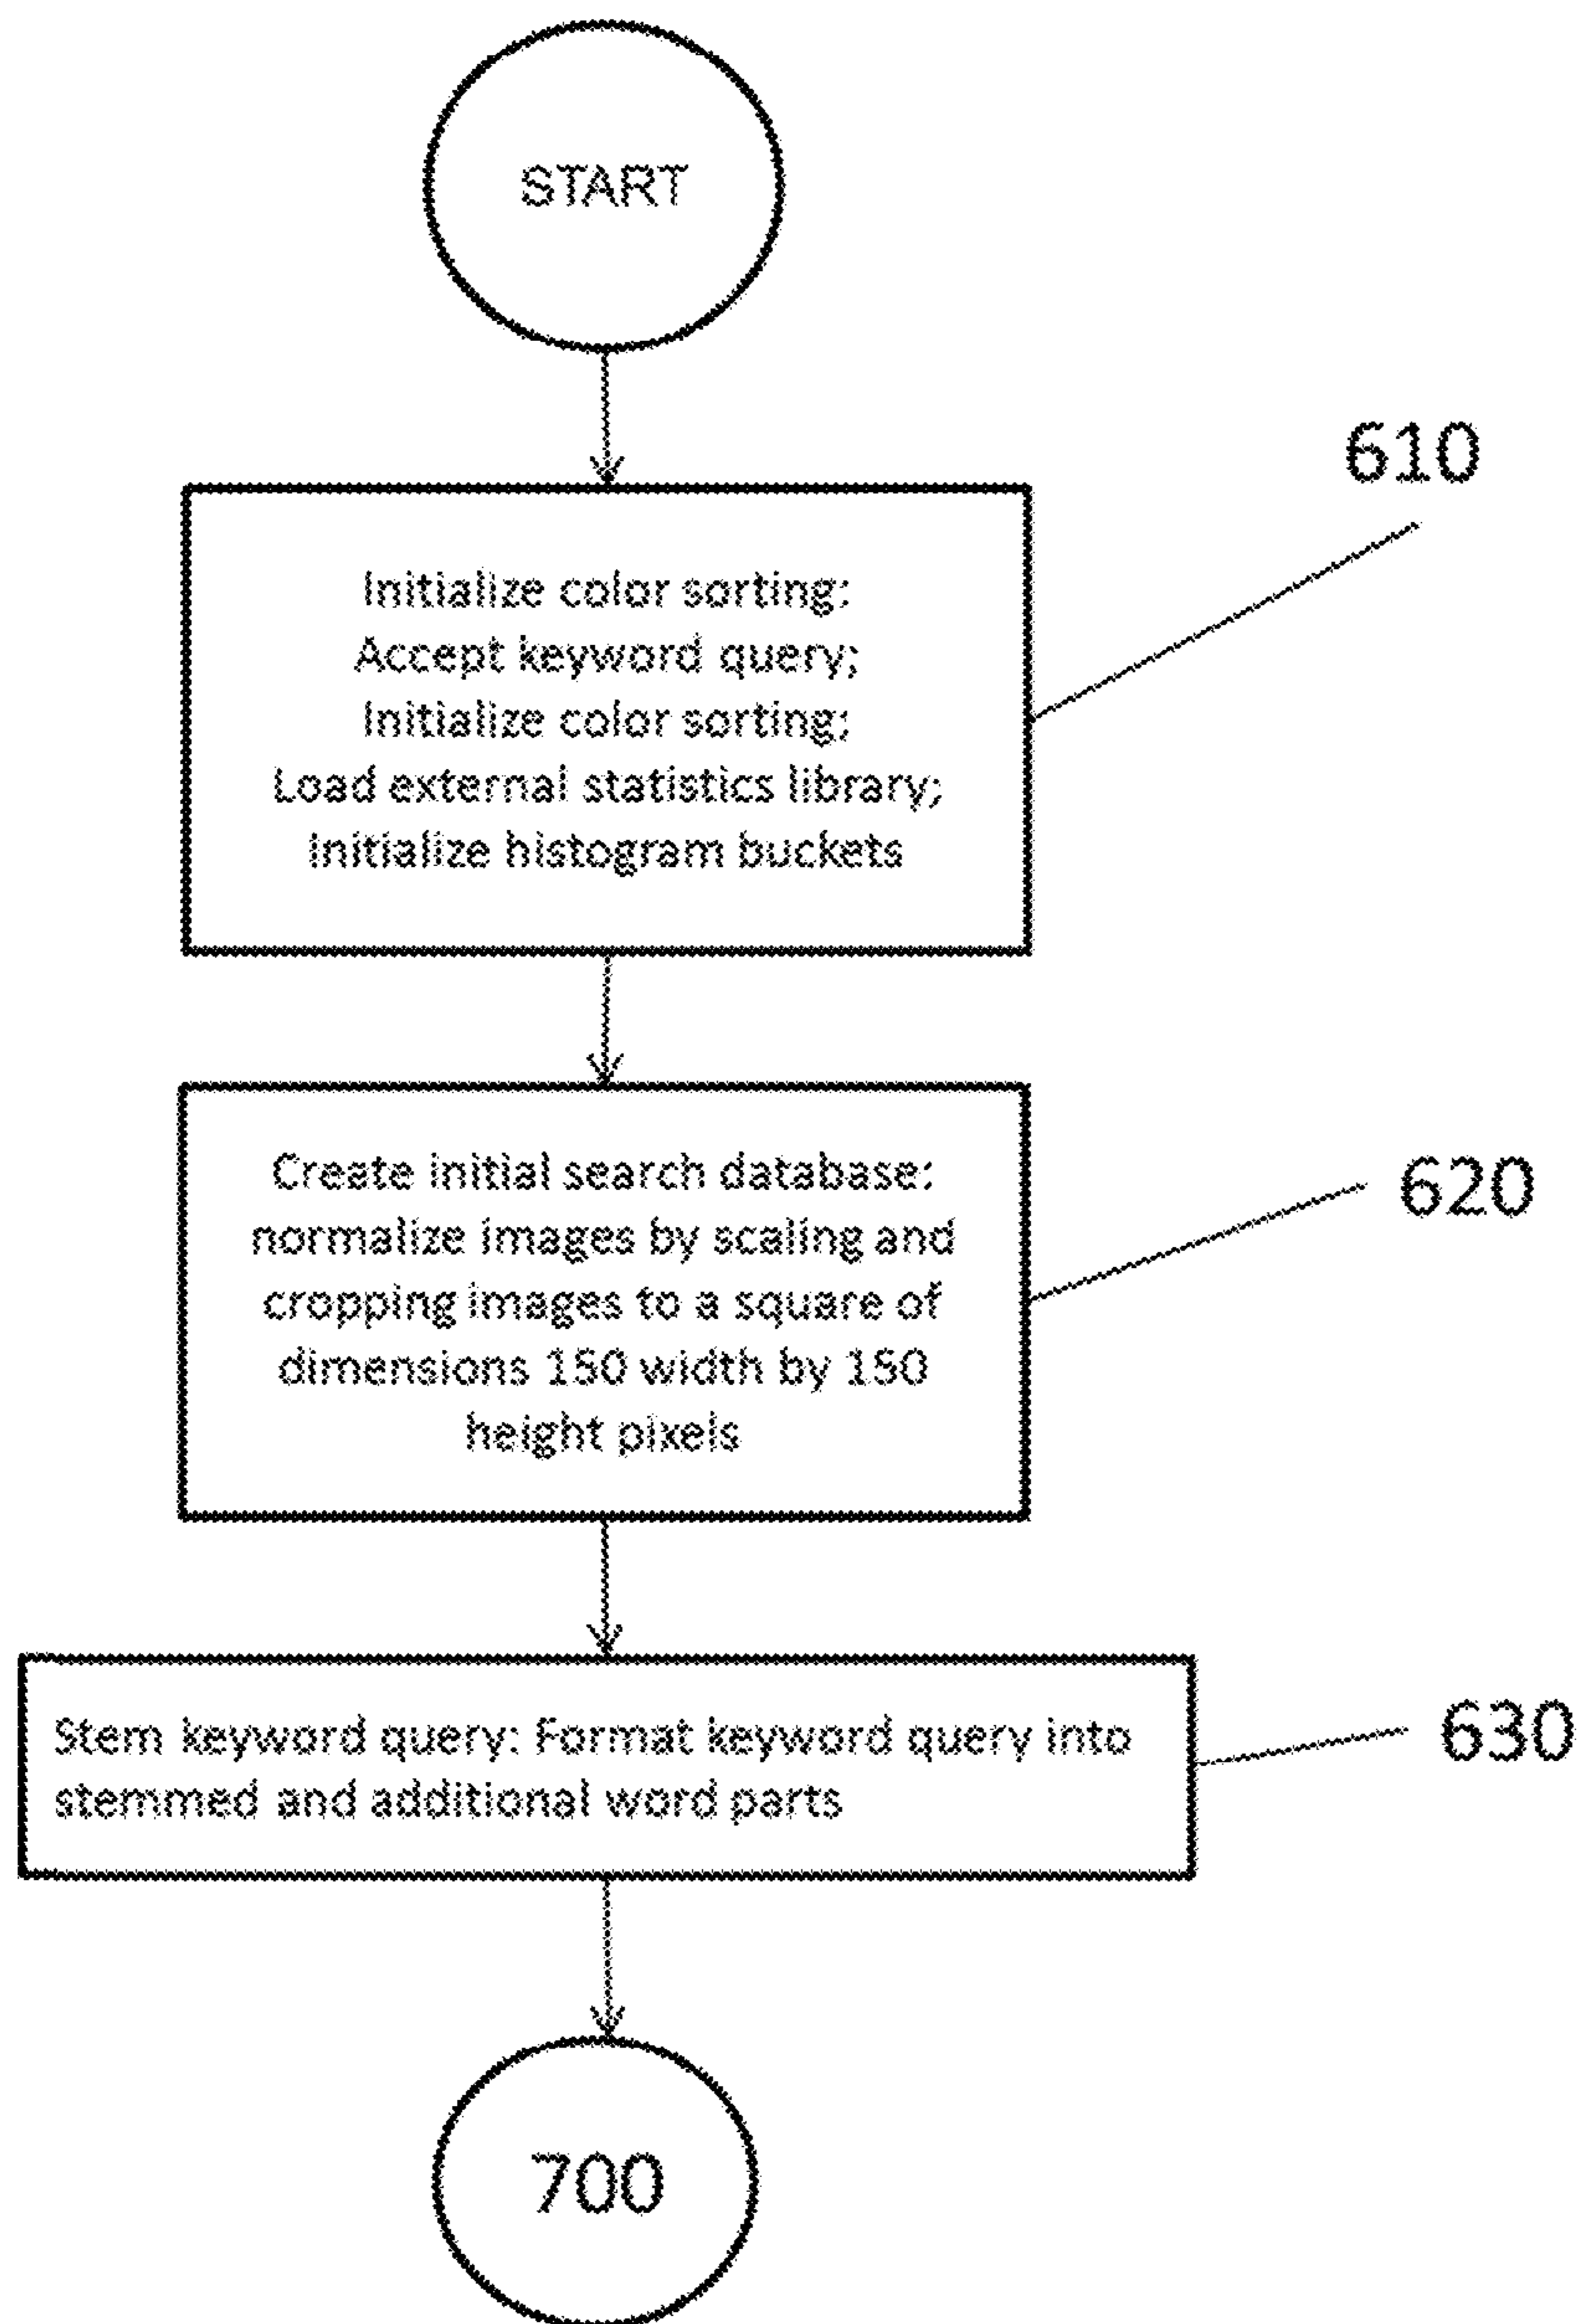 START
610
Initialize color sorting:
Accept keyword query;
Initialize color sorting;
Load external statistics library;
Initialize histogram buckets
620
Create initial search database:
normalize images by scaling and
cropping images to a square of
dimensions 150 width by 150
height pixels
630
Stem keyword query: Format keyword query into
stemmed and additional word parts
700